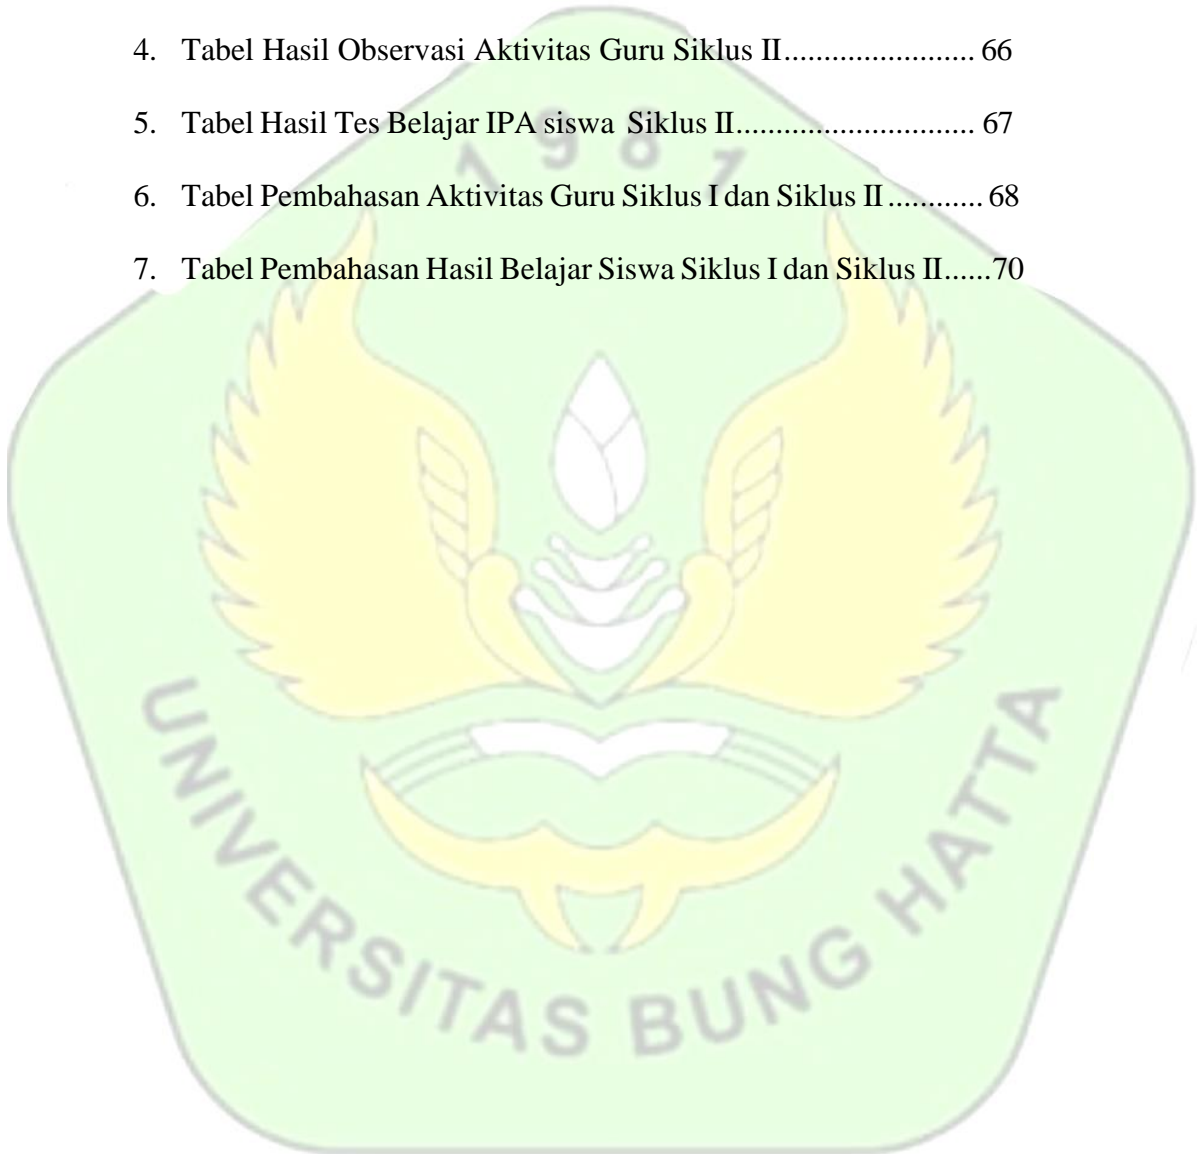 4. Tabel Hasil Observasi Aktivitas Guru Siklus II........................ 66
1981
5. Tabel Hasil Tes Belajar IPA siswa Siklus II.............................. 67
6. Tabel Pembahasan Aktivitas Guru Siklus I dan Siklus II ............ 68
7. Tabel Pembahasan Hasil Belajar Siswa Siklus I dan Siklus II......70
UNIVERSITAS BUNG HATTA